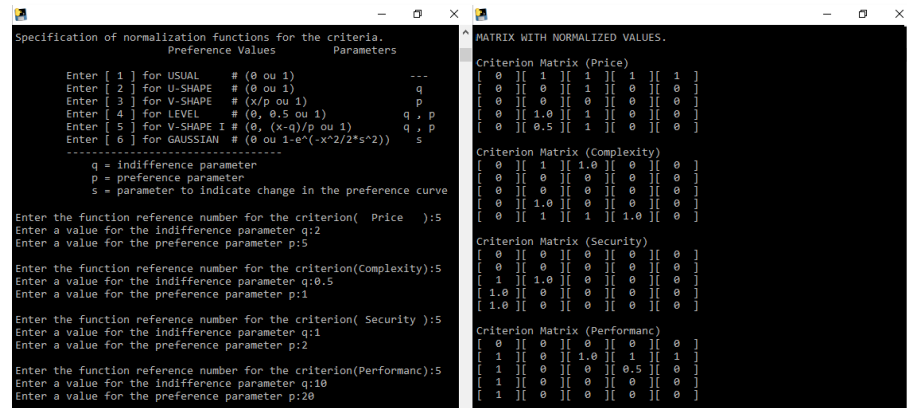 Specification of normalization functions for the criteria.
Preference Values Parameters
Enter [ 1 ] for USUAL # (0 ou 1) ---
Enter [ 2 ] for U-SHAPE # (0 ou 1) q
Enter [ 3 ] for V-SHAPE # (x/p ou 1) p
Enter [ 4 ] for LEVEL # (0, 0.5 ou 1) q , p
Enter [ 5 ] for V-SHAPE I # (0, (x-q)/p ou 1) q , p
Enter [ 6 ] for GAUSSIAN # (0 ou 1-e^(-x^2/2*s^2)) s
---------------------------------
q = indifference parameter
p = preference parameter
s = parameter to indicate change in the preference curve
Enter the function reference number for the criterion( Price ):5
Enter a value for the indifference parameter q:2
Enter a value for the preference parameter p:5
Enter the function reference number for the criterion(Complexity):5
Enter a value for the indifference parameter q:0.5
Enter a value for the preference parameter p:1
Enter the function reference number for the criterion( Security ):5
Enter a value for the indifference parameter q:1
Enter a value for the preference parameter p:2
Enter the function reference number for the criterion(Performanc):5
Enter a value for the indifference parameter q:10
Enter a value for the preference parameter p:20
MATRIX WITH NORMALIZED VALUES.
Criterion Matrix (Price)
[ 0 ][ 1 ][ 1 ][ 1 ][ 1 ]
[ 0 ][ 0 ][ 1 ][ 0 ][ 0 ]
[ 0 ][ 0 ][ 0 ][ 0 ][ 0 ]
[ 0 ][ 1.0 ][ 1 ][ 0 ][ 0 ]
[ 0 ][ 0.5 ][ 1 ][ 0 ][ 0 ]
Criterion Matrix (Complexity)
[ 0 ][ 1 ][ 1.0 ][ 0 ][ 0 ]
[ 0 ][ 0 ][ 0 ][ 0 ][ 0 ]
[ 0 ][ 0 ][ 0 ][ 0 ][ 0 ]
[ 0 ][ 1.0 ][ 0 ][ 0 ][ 0 ]
[ 0 ][ 1 ][ 1 ][ 1.0 ][ 0 ]
Criterion Matrix (Security)
[ 0 ][ 0 ][ 0 ][ 0 ][ 0 ]
[ 0 ][ 0 ][ 0 ][ 0 ][ 0 ]
[ 1 ][ 1.0 ][ 0 ][ 0 ][ 0 ]
[ 1.0 ][ 0 ][ 0 ][ 0 ][ 0 ]
[ 1.0 ][ 0 ][ 0 ][ 0 ][ 0 ]
Criterion Matrix (Performanc)
[ 0 ][ 0 ][ 0 ][ 0 ][ 0 ]
[ 1 ][ 0 ][ 1.0 ][ 1 ][ 1 ]
[ 1 ][ 0 ][ 0 ][ 0.5 ][ 0 ]
[ 1 ][ 0 ][ 0 ][ 0 ][ 0 ]
[ 1 ][ 0 ][ 0 ][ 0 ][ 0 ]